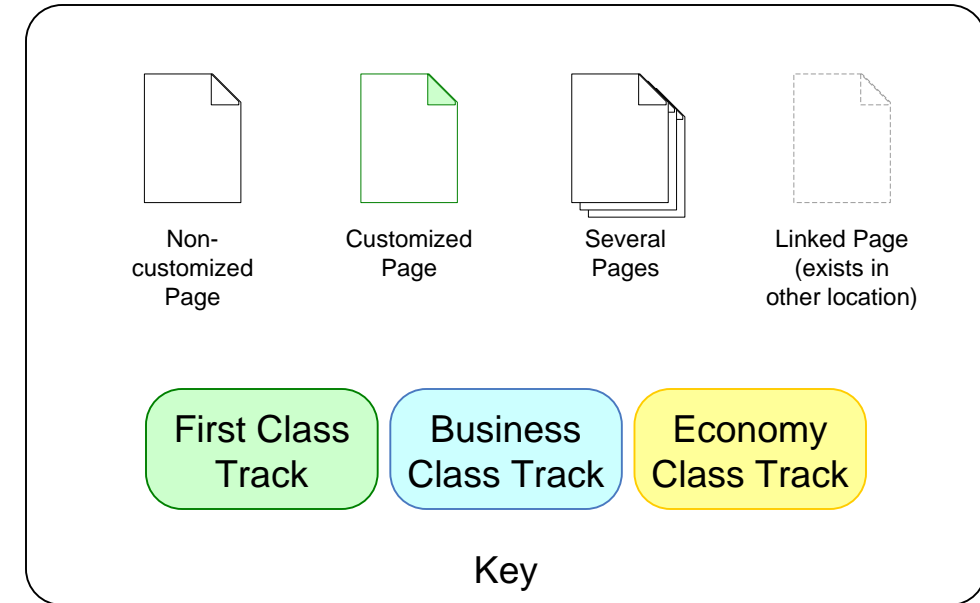 Non-
customized
Page
Customized
Page
Several
Pages
Linked Page
(exists in
other location)
First Class
Track
Business
Class Track
Economy
Class Track
Key